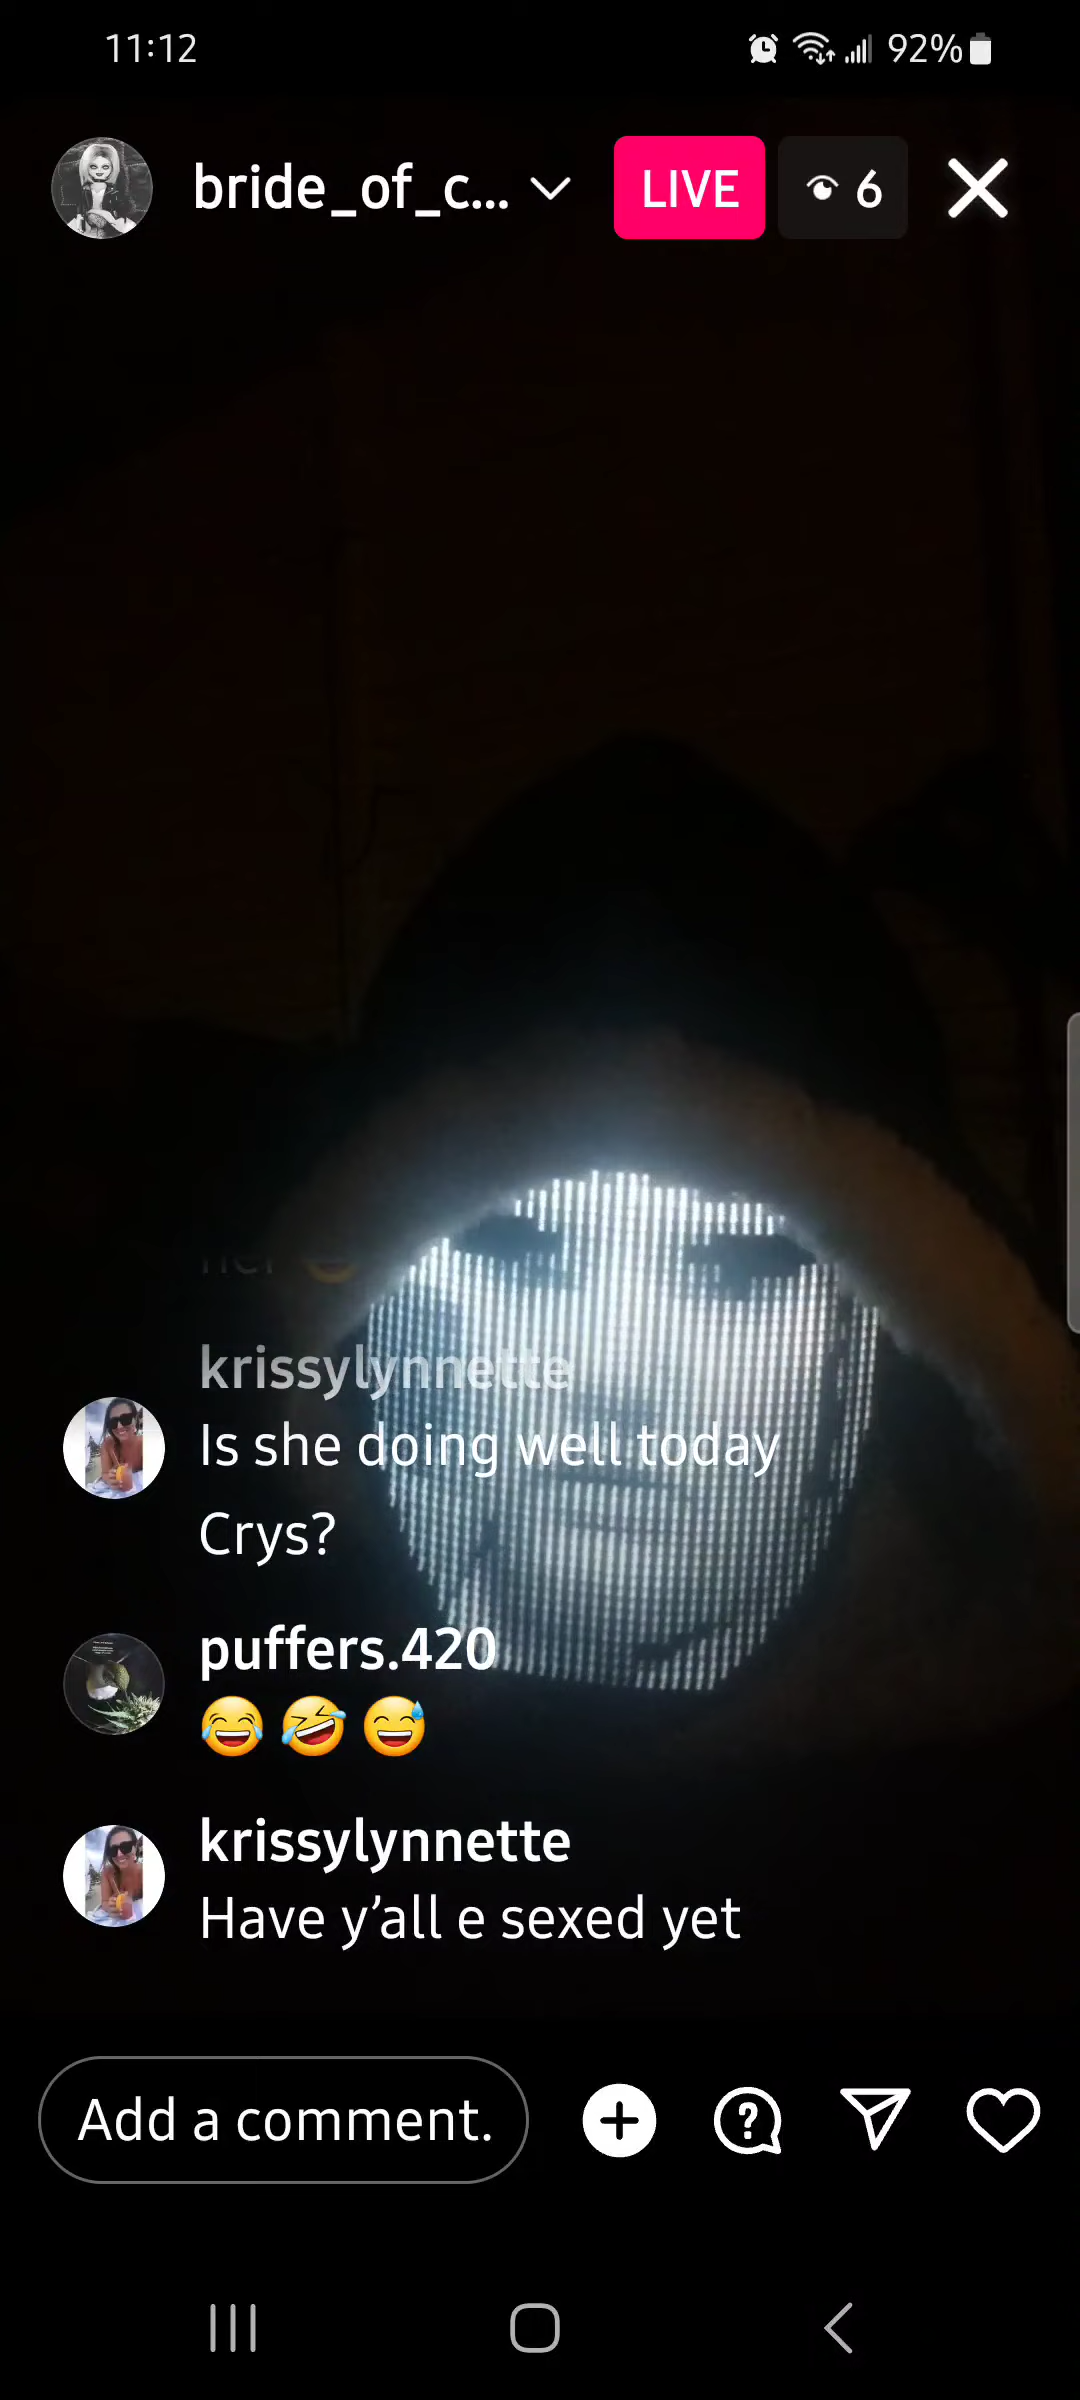 11:12
92%
bride_of_c...
LIVE
6
krissylynnette
Is she doing well today
Crys?
puffers.420
😂 🤣 😅
krissylynnette
Have y’all e sexed yet
Add a comment.